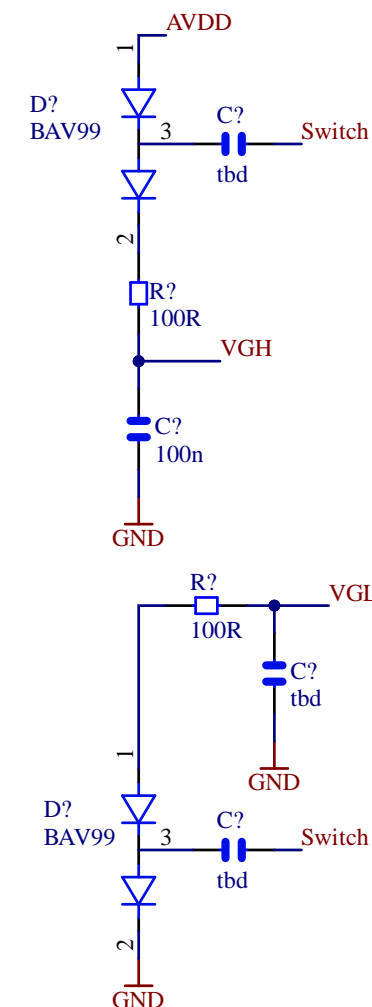 AVDD
1
D?
BAV99
3
C?
tbd
Switch
2
R?
100R
VGH
C?
100n
GND
R?
100R
VGL
C?
tbd
GND
1
D?
BAV99
3
C?
tbd
Switch
2
GND